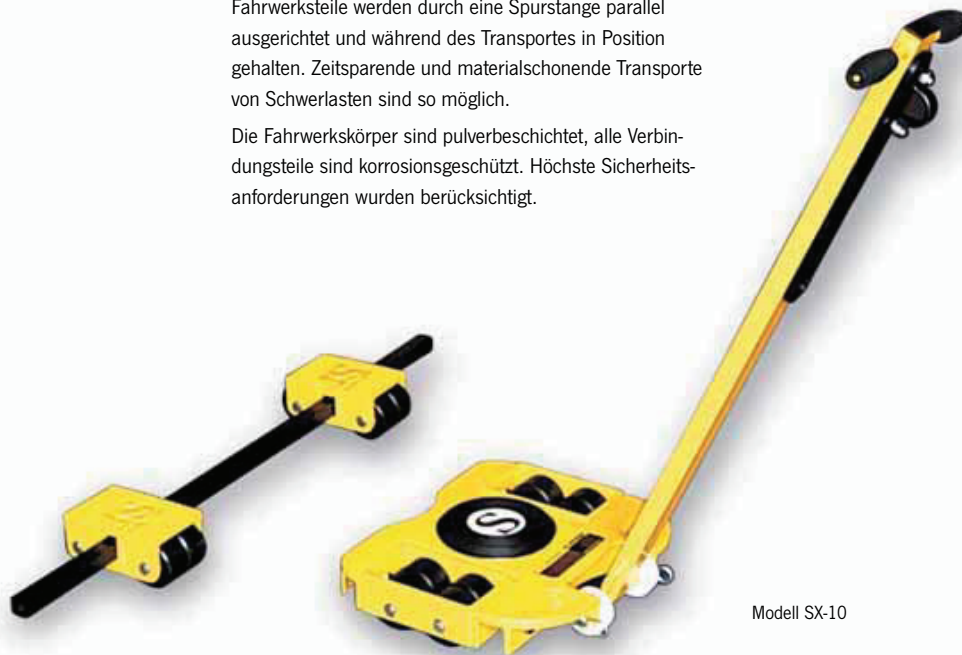 Fahrwerksteile werden durch eine Spurstange parallel
ausgerichtet und während des Transportes in Position
gehalten. Zeitsparende und materialschonende Transporte
von Schwerlasten sind so möglich.
Die Fahrwerkskörper sind pulverbeschichtet, alle Verbin-
dungsteile sind korrosionsgeschützt. Höchste Sicherheits-
anforderungen wurden berücksichtigt.
S
Modell SX-10